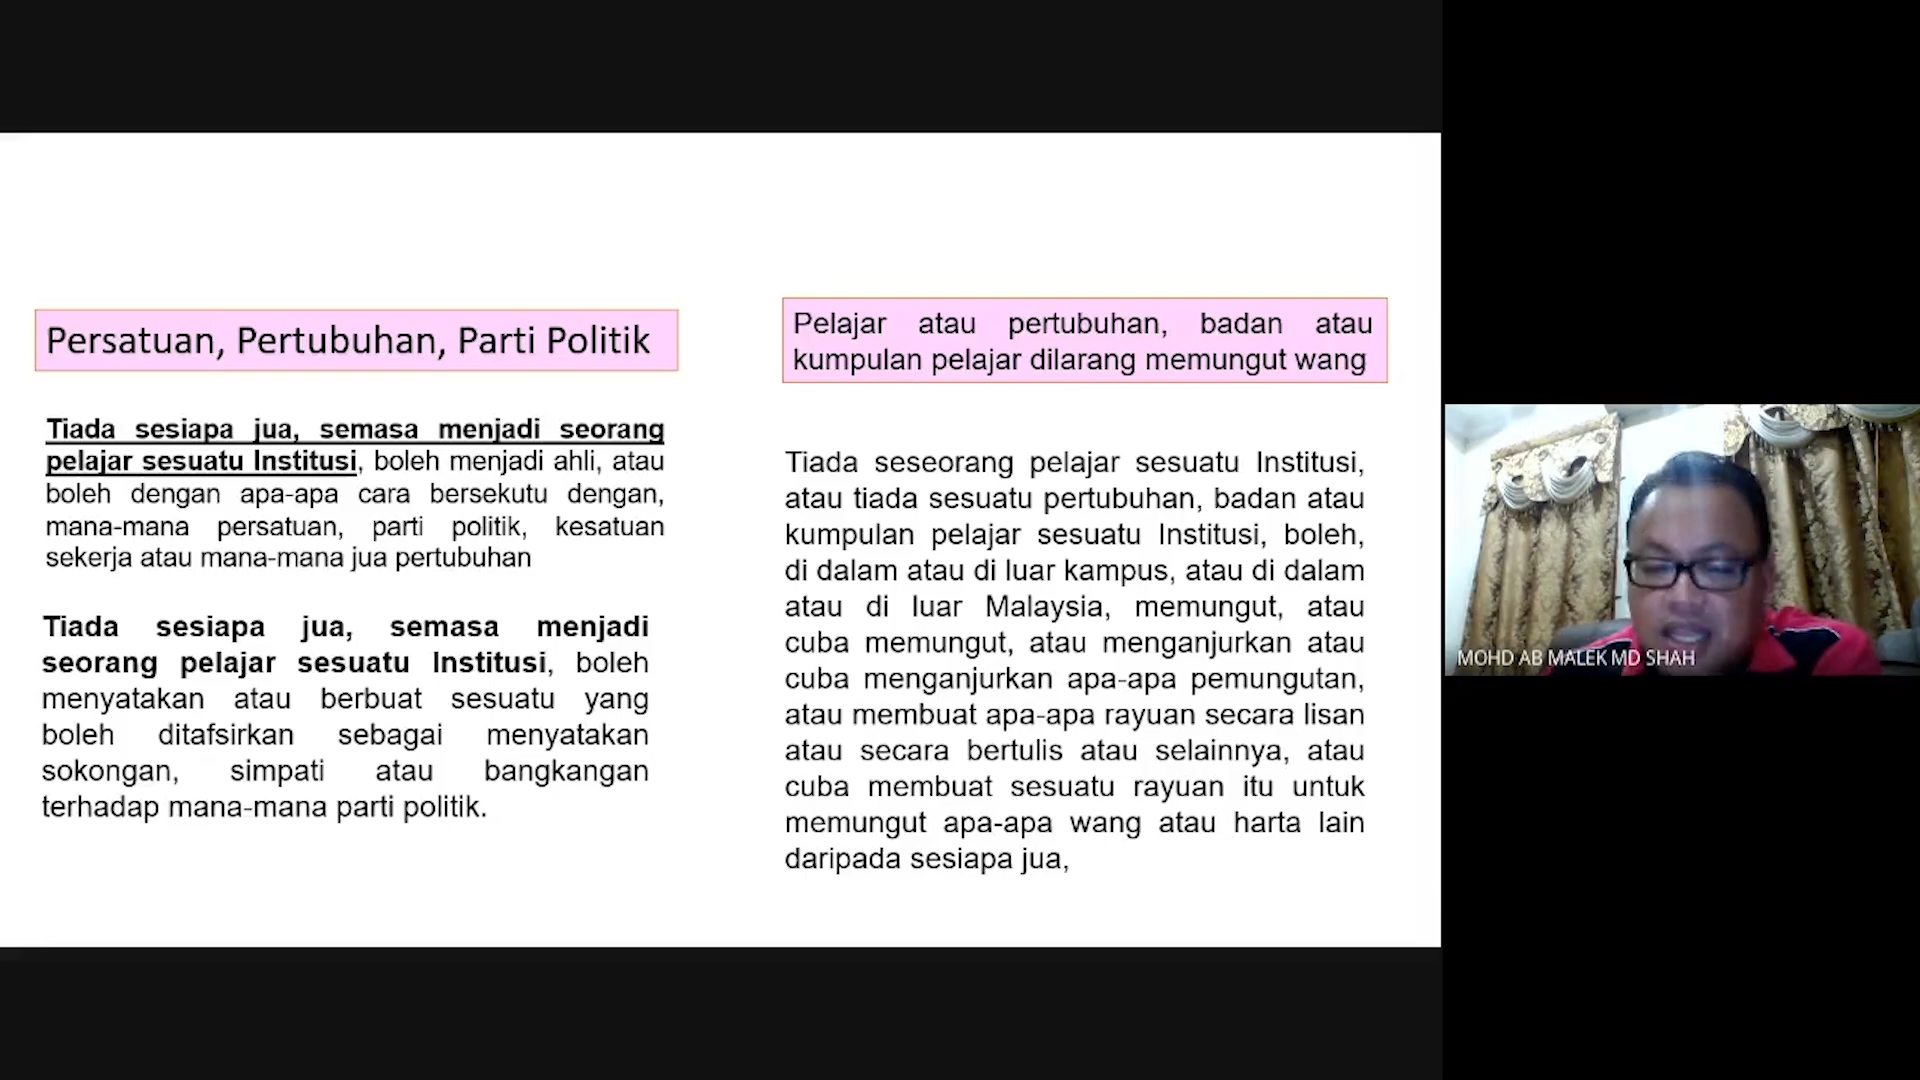 Persatuan, Pertubuhan, Parti Politik
Tiada sesiapa jua, semasa menjadi seorang
pelajar sesuatu Institusi, boleh menjadi ahli, atau
boleh dengan apa-apa cara bersekutu dengan,
mana-mana persatuan, parti politik, kesatuan
sekerja atau mana-mana jua pertubuhan
Tiada sesiapa jua, semasa menjadi
seorang pelajar sesuatu Institusi, boleh
menyatakan atau berbuat sesuatu yang
boleh ditafsirkan sebagai menyatakan
sokongan, simpati atau bangkangan
terhadap mana-mana parti politik.
Pelajar atau pertubuhan, badan atau
kumpulan pelajar dilarang memungut wang
Tiada seseorang pelajar sesuatu Institusi,
atau tiada sesuatu pertubuhan, badan atau
kumpulan pelajar sesuatu Institusi, boleh,
di dalam atau di luar kampus, atau di dalam
atau di luar Malaysia, memungut, atau
cuba memungut, atau menganjurkan atau
cuba menganjurkan apa-apa pemungutan,
atau membuat apa-apa rayuan secara lisan
atau secara bertulis atau selainnya, atau
cuba membuat sesuatu rayuan itu untuk
memungut apa-apa wang atau harta lain
daripada sesiapa jua,
MOHD AB MALEK MD SHAH